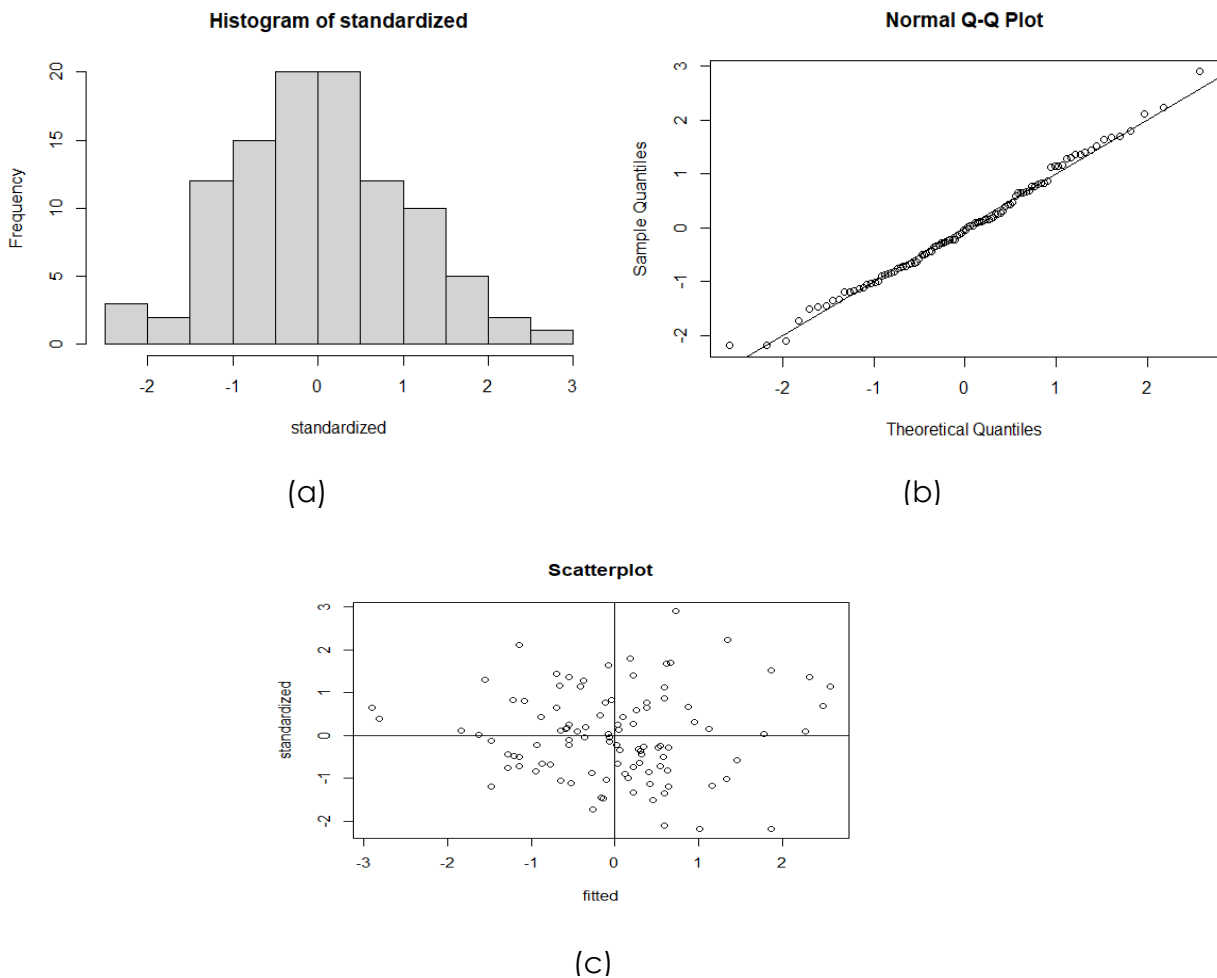 Histogram of standardized
Frequency
20
15
10
5
0
-2 -1 0 1 2 3
standardized
(a)
Normal Q-Q Plot
Sample Quantiles
3
2
1
0
-1
-2
-2 -1 0 1 2
Theoretical Quantiles
(b)
Scatterplot
standardized
3
2
1
0
-1
-2
-3 -2 -1 0 1 2
fitted
(c)